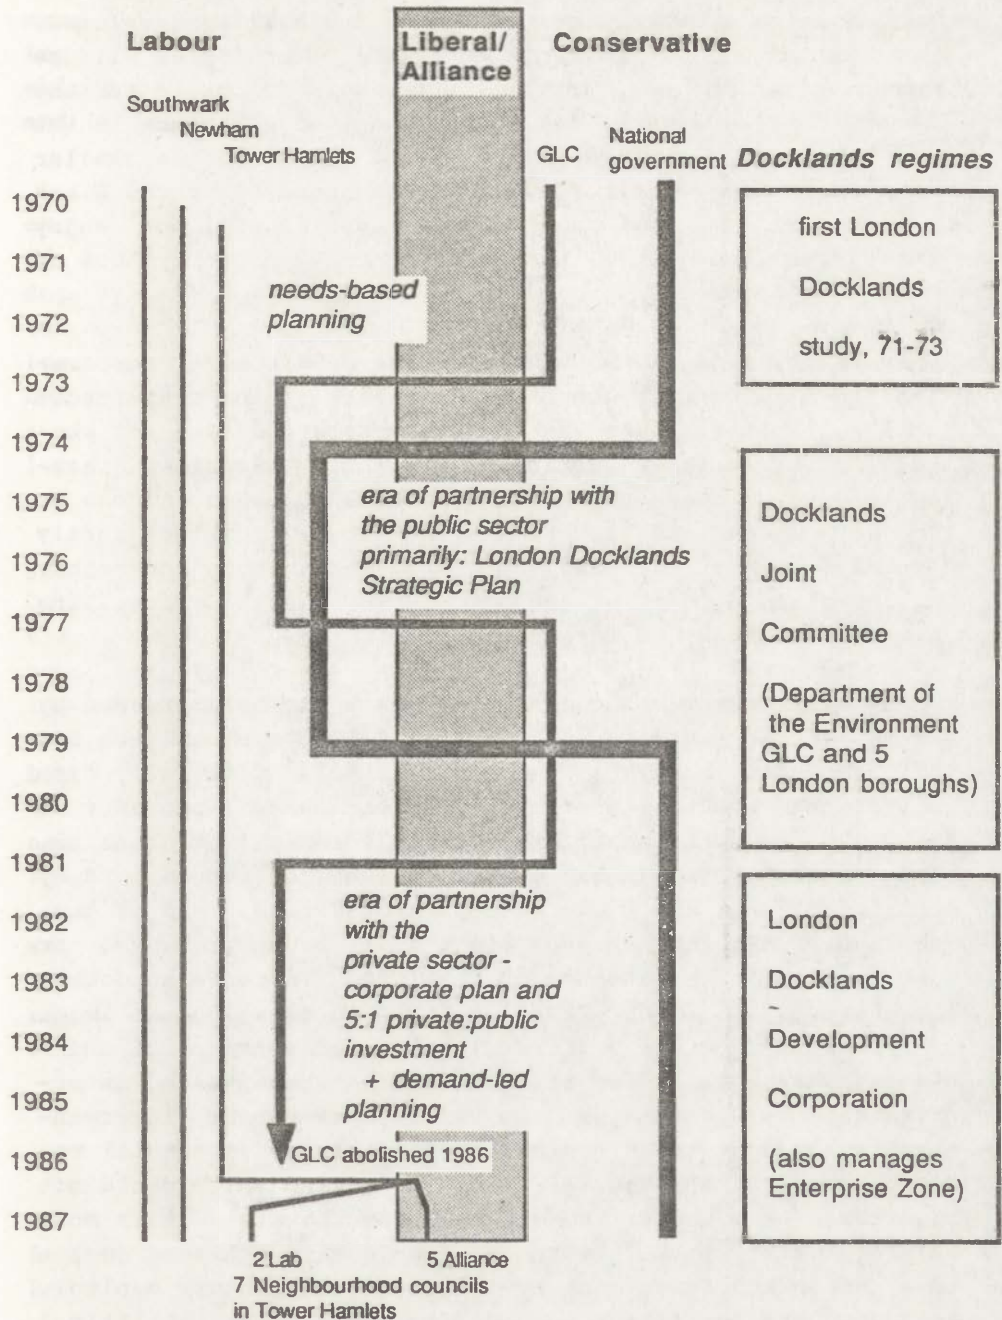 Labour
Liberal/
Alliance
Conservative
Southwark
Newham
Tower Hamlets
GLC
National
government
Docklands regimes
1970
1971
1972
1973
1974
1975
1976
1977
1978
1979
1980
1981
1982
1983
1984
1985
1986
1987
needs-based
planning
era of partnership with
the public sector
primarily: London Docklands
Strategic Plan
era of partnership
with the
private sector -
corporate plan and
5:1 private:public
investment
+ demand-led
planning
GLC abolished 1986
2 Lab
5 Alliance
7 Neighbourhood councils
in Tower Hamlets
first London
Docklands
study, 71-73
Docklands
Joint
Committee
(Department of
the Environment
GLC and 5
London boroughs)
London
Docklands
Development
Corporation
(also manages
Enterprise Zone)